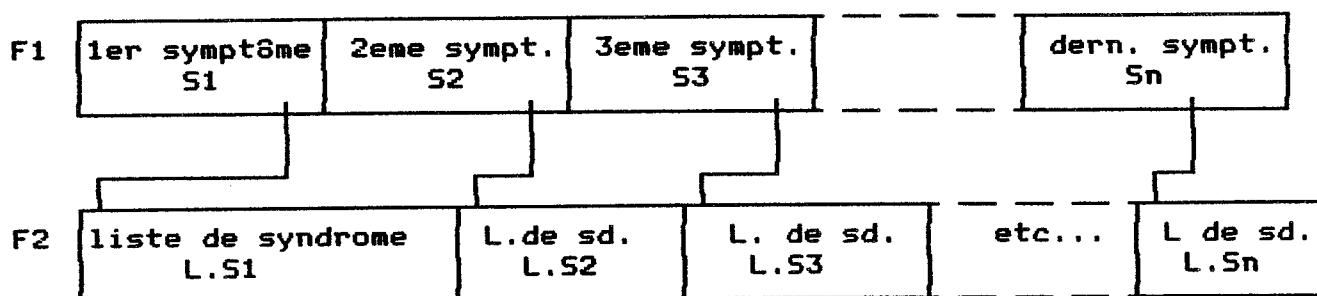 F1 1er symptôme 2eme sympt. 3eme sympt. dern. sympt.
S1 S2 S3 Sn
F2 liste de syndrome L.de sd. L. de sd. etc... L de sd.
L.S1 L.S2 L.S3 L.Sn